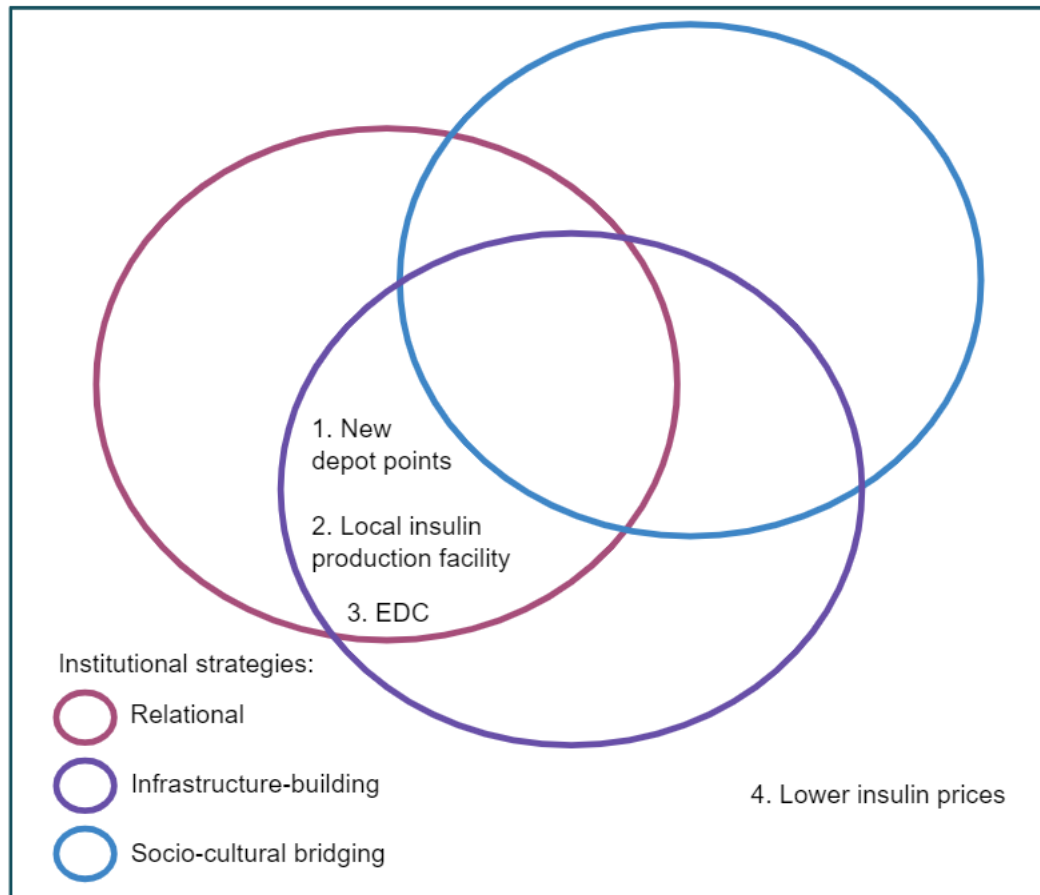 1. New
depot points
2. Local insulin
production facility
3. EDC
Institutional strategies:
Relational
Infrastructure-building
4. Lower insulin prices
Socio-cultural bridging